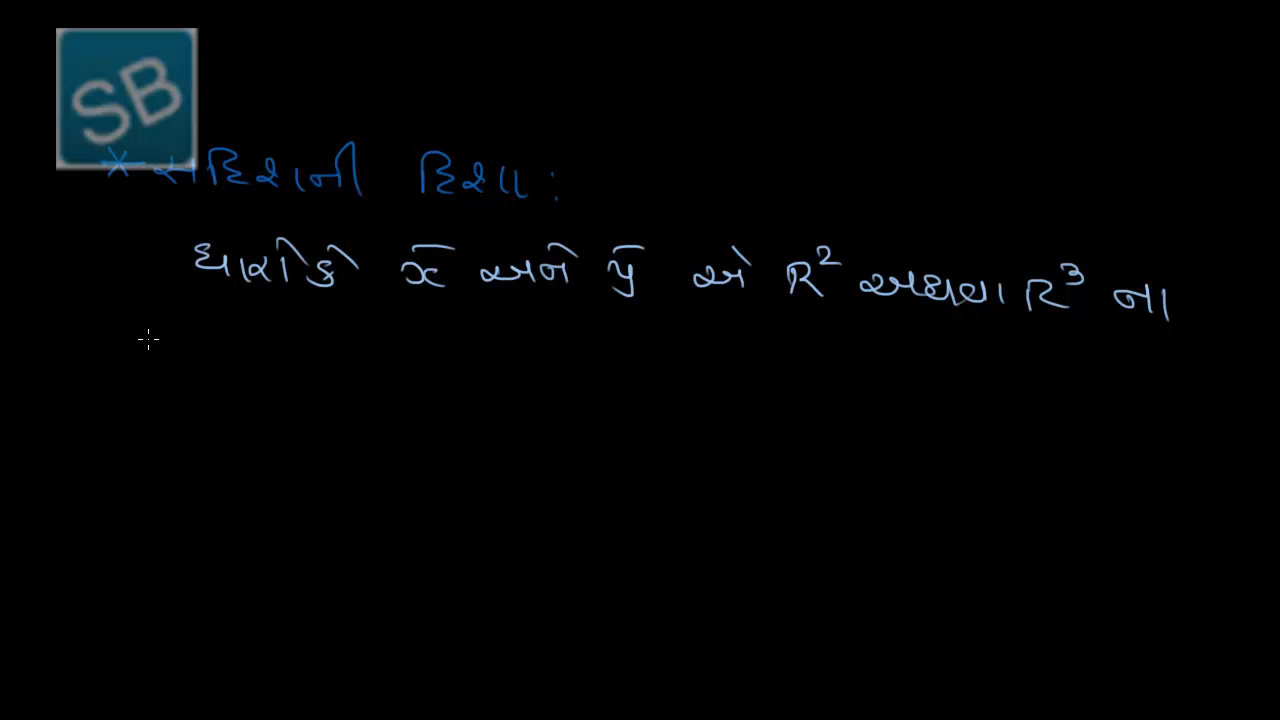 SB
* સદિશની દિશા :
ધારોકે x̅ અને y̅ એ R² અથવા R³ ના